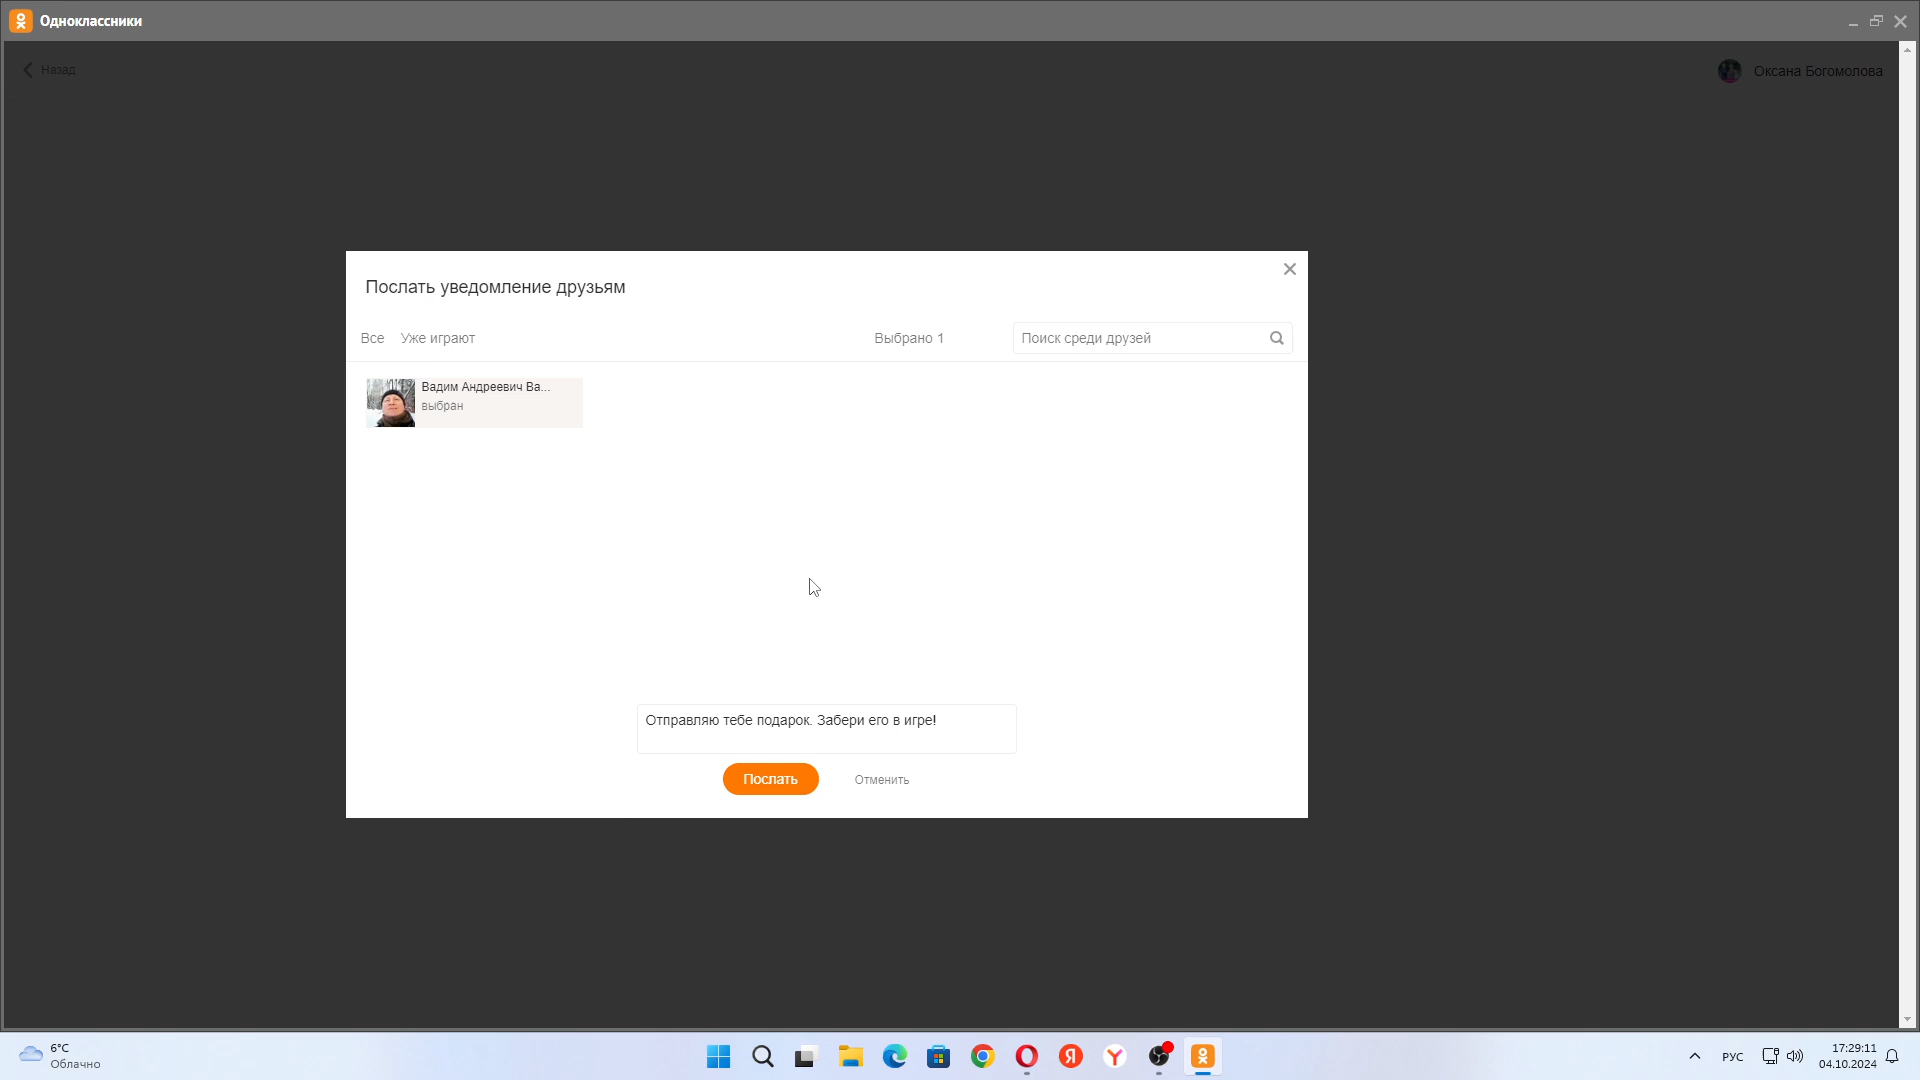 Одноклассники
Назад
Оксана Богомолова
Послать уведомление друзьям
Все
Уже играют
Выбрано 1
Поиск среди друзей
Вадим Андреевич Ва...
выбран
Отправляю тебе подарок. Забери его в игре!
Послать
Отменить
6°C
Облачно
РУС
17:29:11
04.10.2024